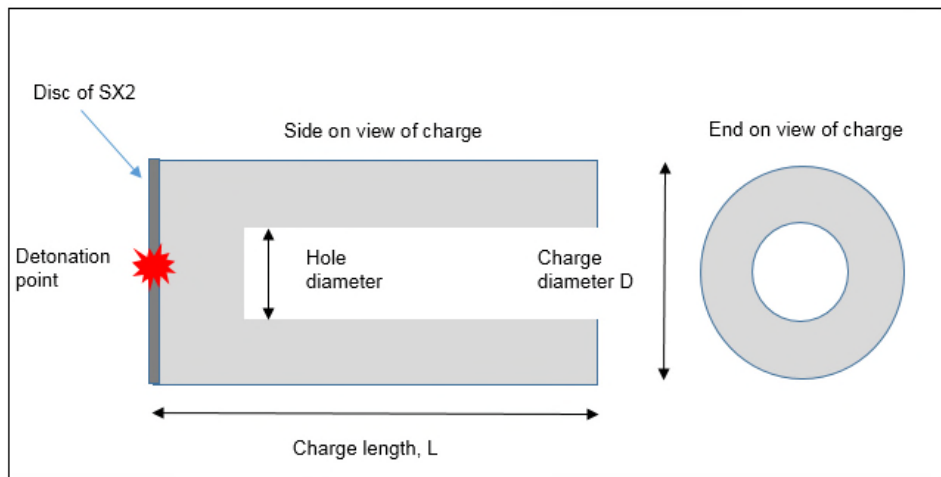 Disc of SX2
Side on view of charge
End on view of charge
Detonation
point
Hole
diameter
Charge
diameter D
Charge length, L